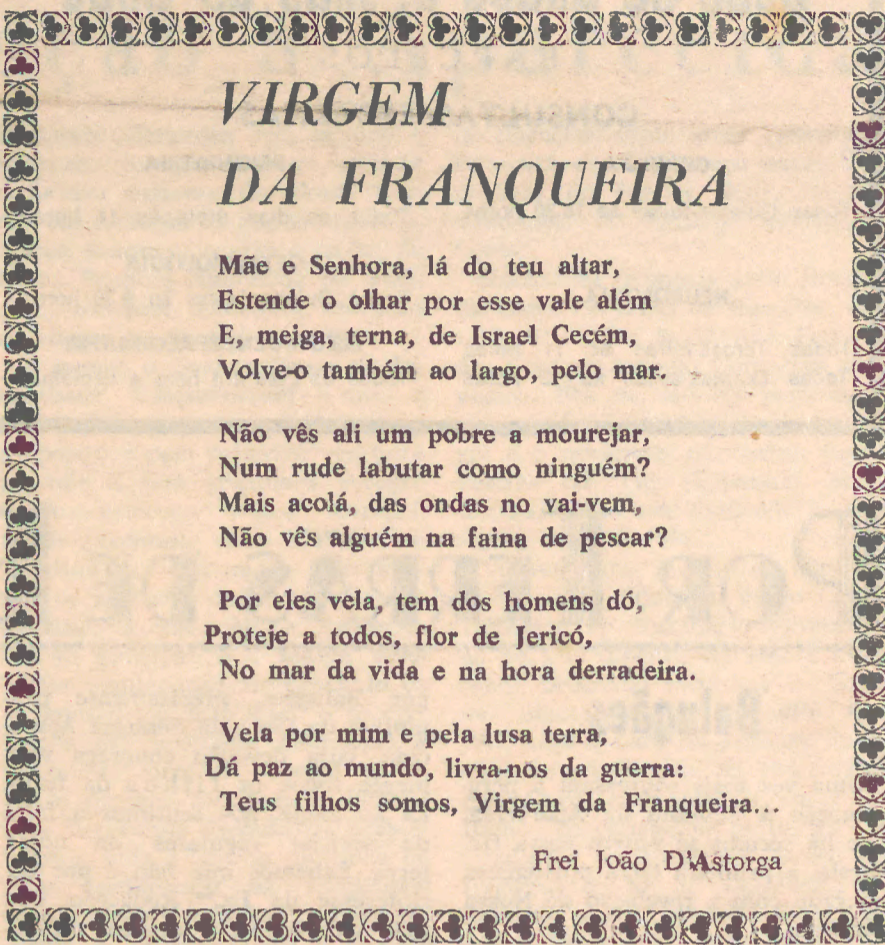 VIRGEM
DA FRANQUEIRA
Mãe e Senhora, lá do teu altar,
Estende o olhar por esse vale além
E, meiga, terna, de Israel Cecém,
Volve-o também ao largo, pelo mar.
Não vês ali um pobre a mourejar,
Num rude labutar como ninguém?
Mais acolá, das ondas no vai-vem,
Não vês alguém na faina de pescar?
Por eles vela, tem dos homens dó,
Proteje a todos, flor de Jericó,
No mar da vida e na hora derradeira.
Vela por mim e pela lusa terra,
Dá paz ao mundo, livra-nos da guerra:
Teus filhos somos, Virgem da Franqueira...
Frei João D'Astorga